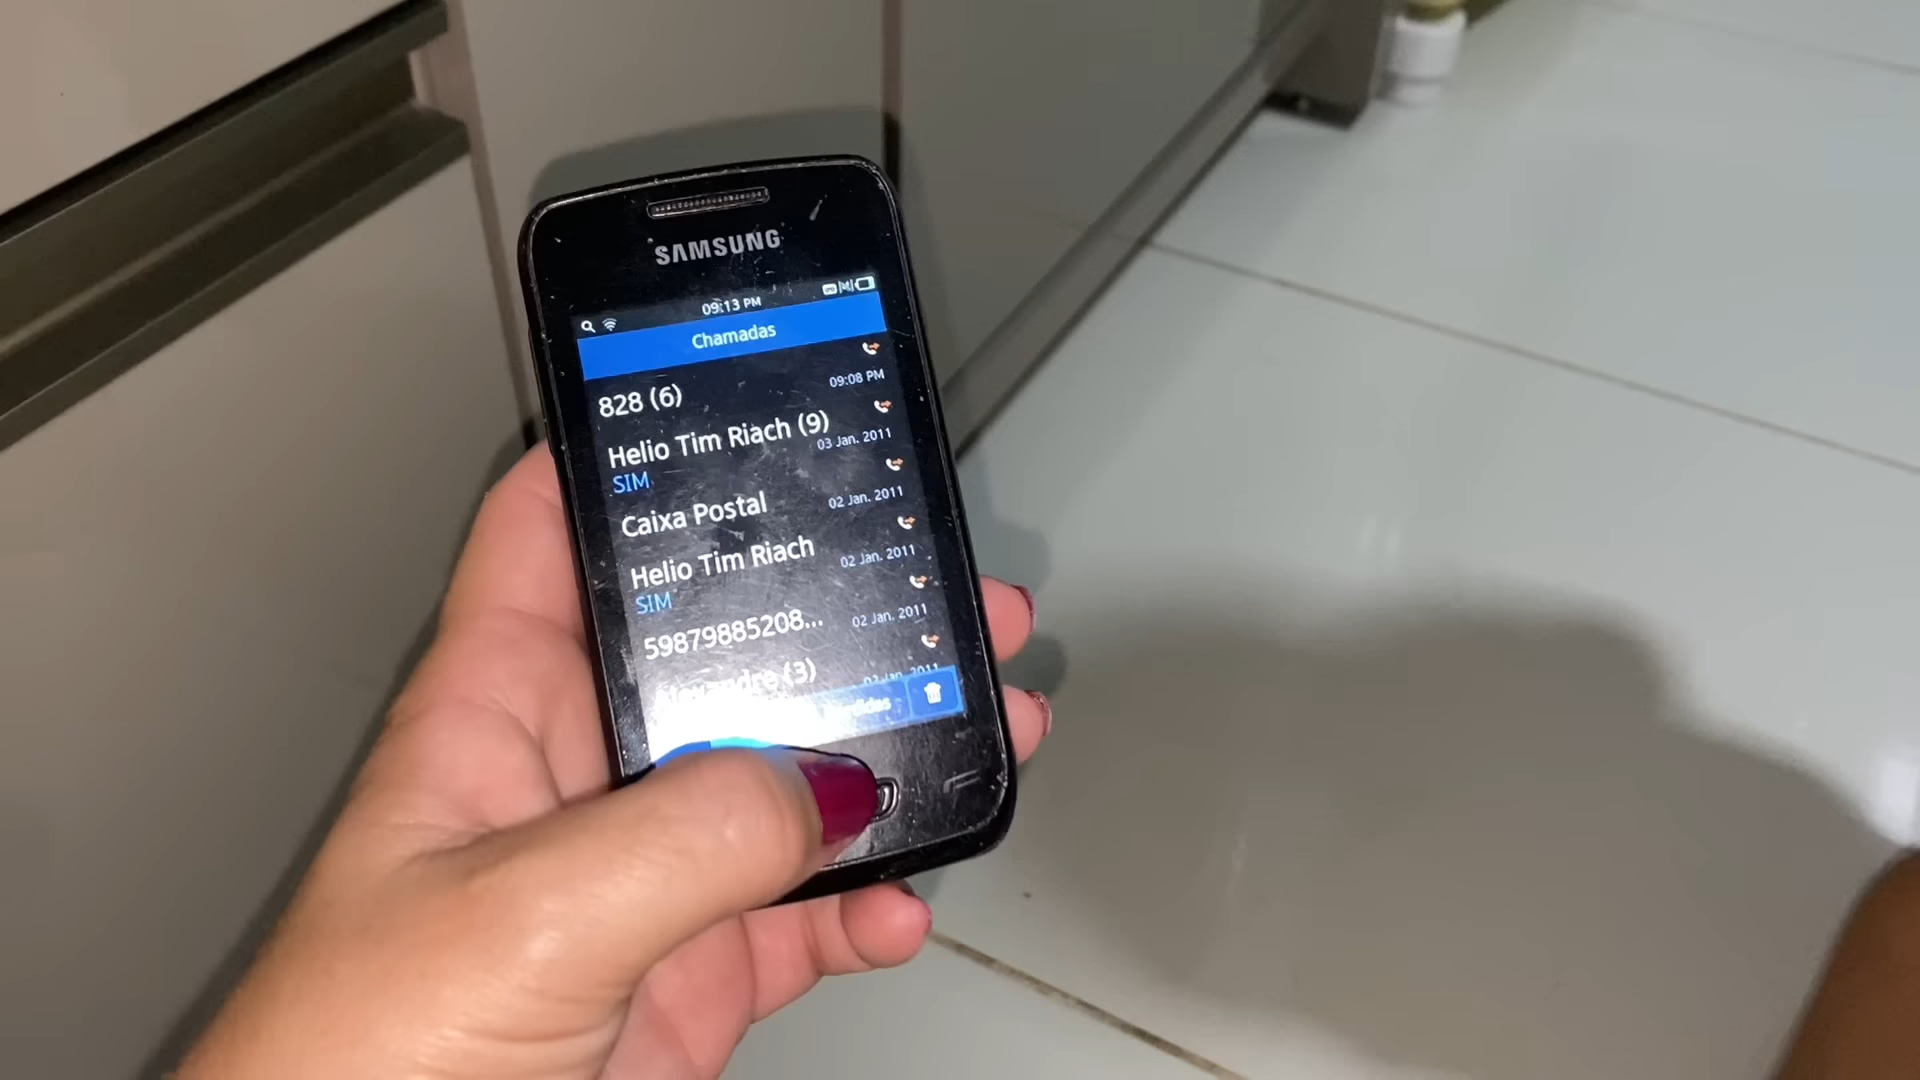 SAMSUNG
09:13 PM
Chamadas
828 (6)
09:08 PM
Helio Tim Riach (9)
03 Jan. 2011
SIM
Caixa Postal
02 Jan. 2011
Helio Tim Riach
02 Jan. 2011
SIM
59879885208...
02 Jan. 2011
(3)